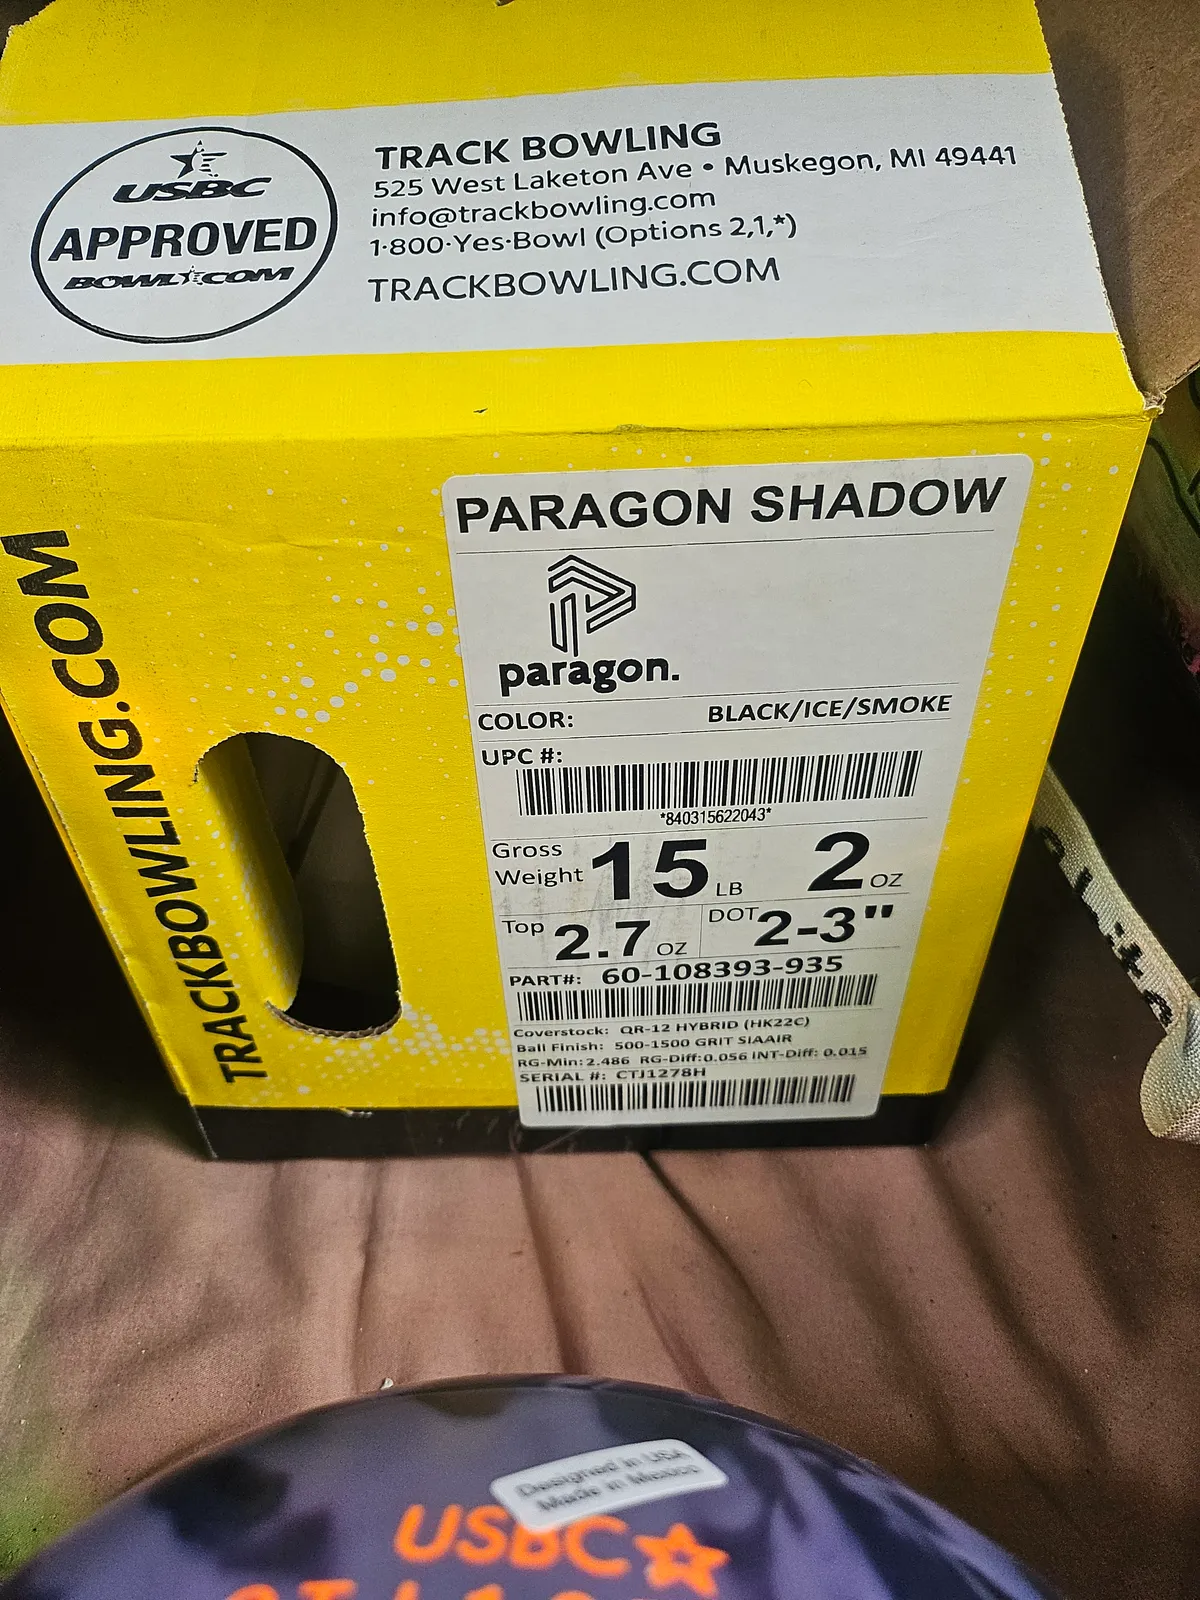 USBC
APPROVED
BOWL★COM
TRACK BOWLING
525 West Laketon Ave • Muskegon, MI 49441
info@trackbowling.com
1·800·Yes·Bowl (Options 2,1,*)
TRACKBOWLING.COM
TRACKBOWLING.COM
PARAGON SHADOW
paragon.
COLOR: BLACK/ICE/SMOKE
UPC #:
*840315622043*
Gross Weight 15 LB 2 OZ
Top 2.7 OZ DOT 2-3"
PART#: 60-108393-935
Coverstock: QR-12 HYBRID (HK22C)
Ball Finish: 500-1500 GRIT SIAAIR
RG-Min: 2.486 RG-Diff: 0.056 INT-Diff: 0.015
SERIAL #: CTJ1278H
Designed in USA
Made in Mexico
USBC☆